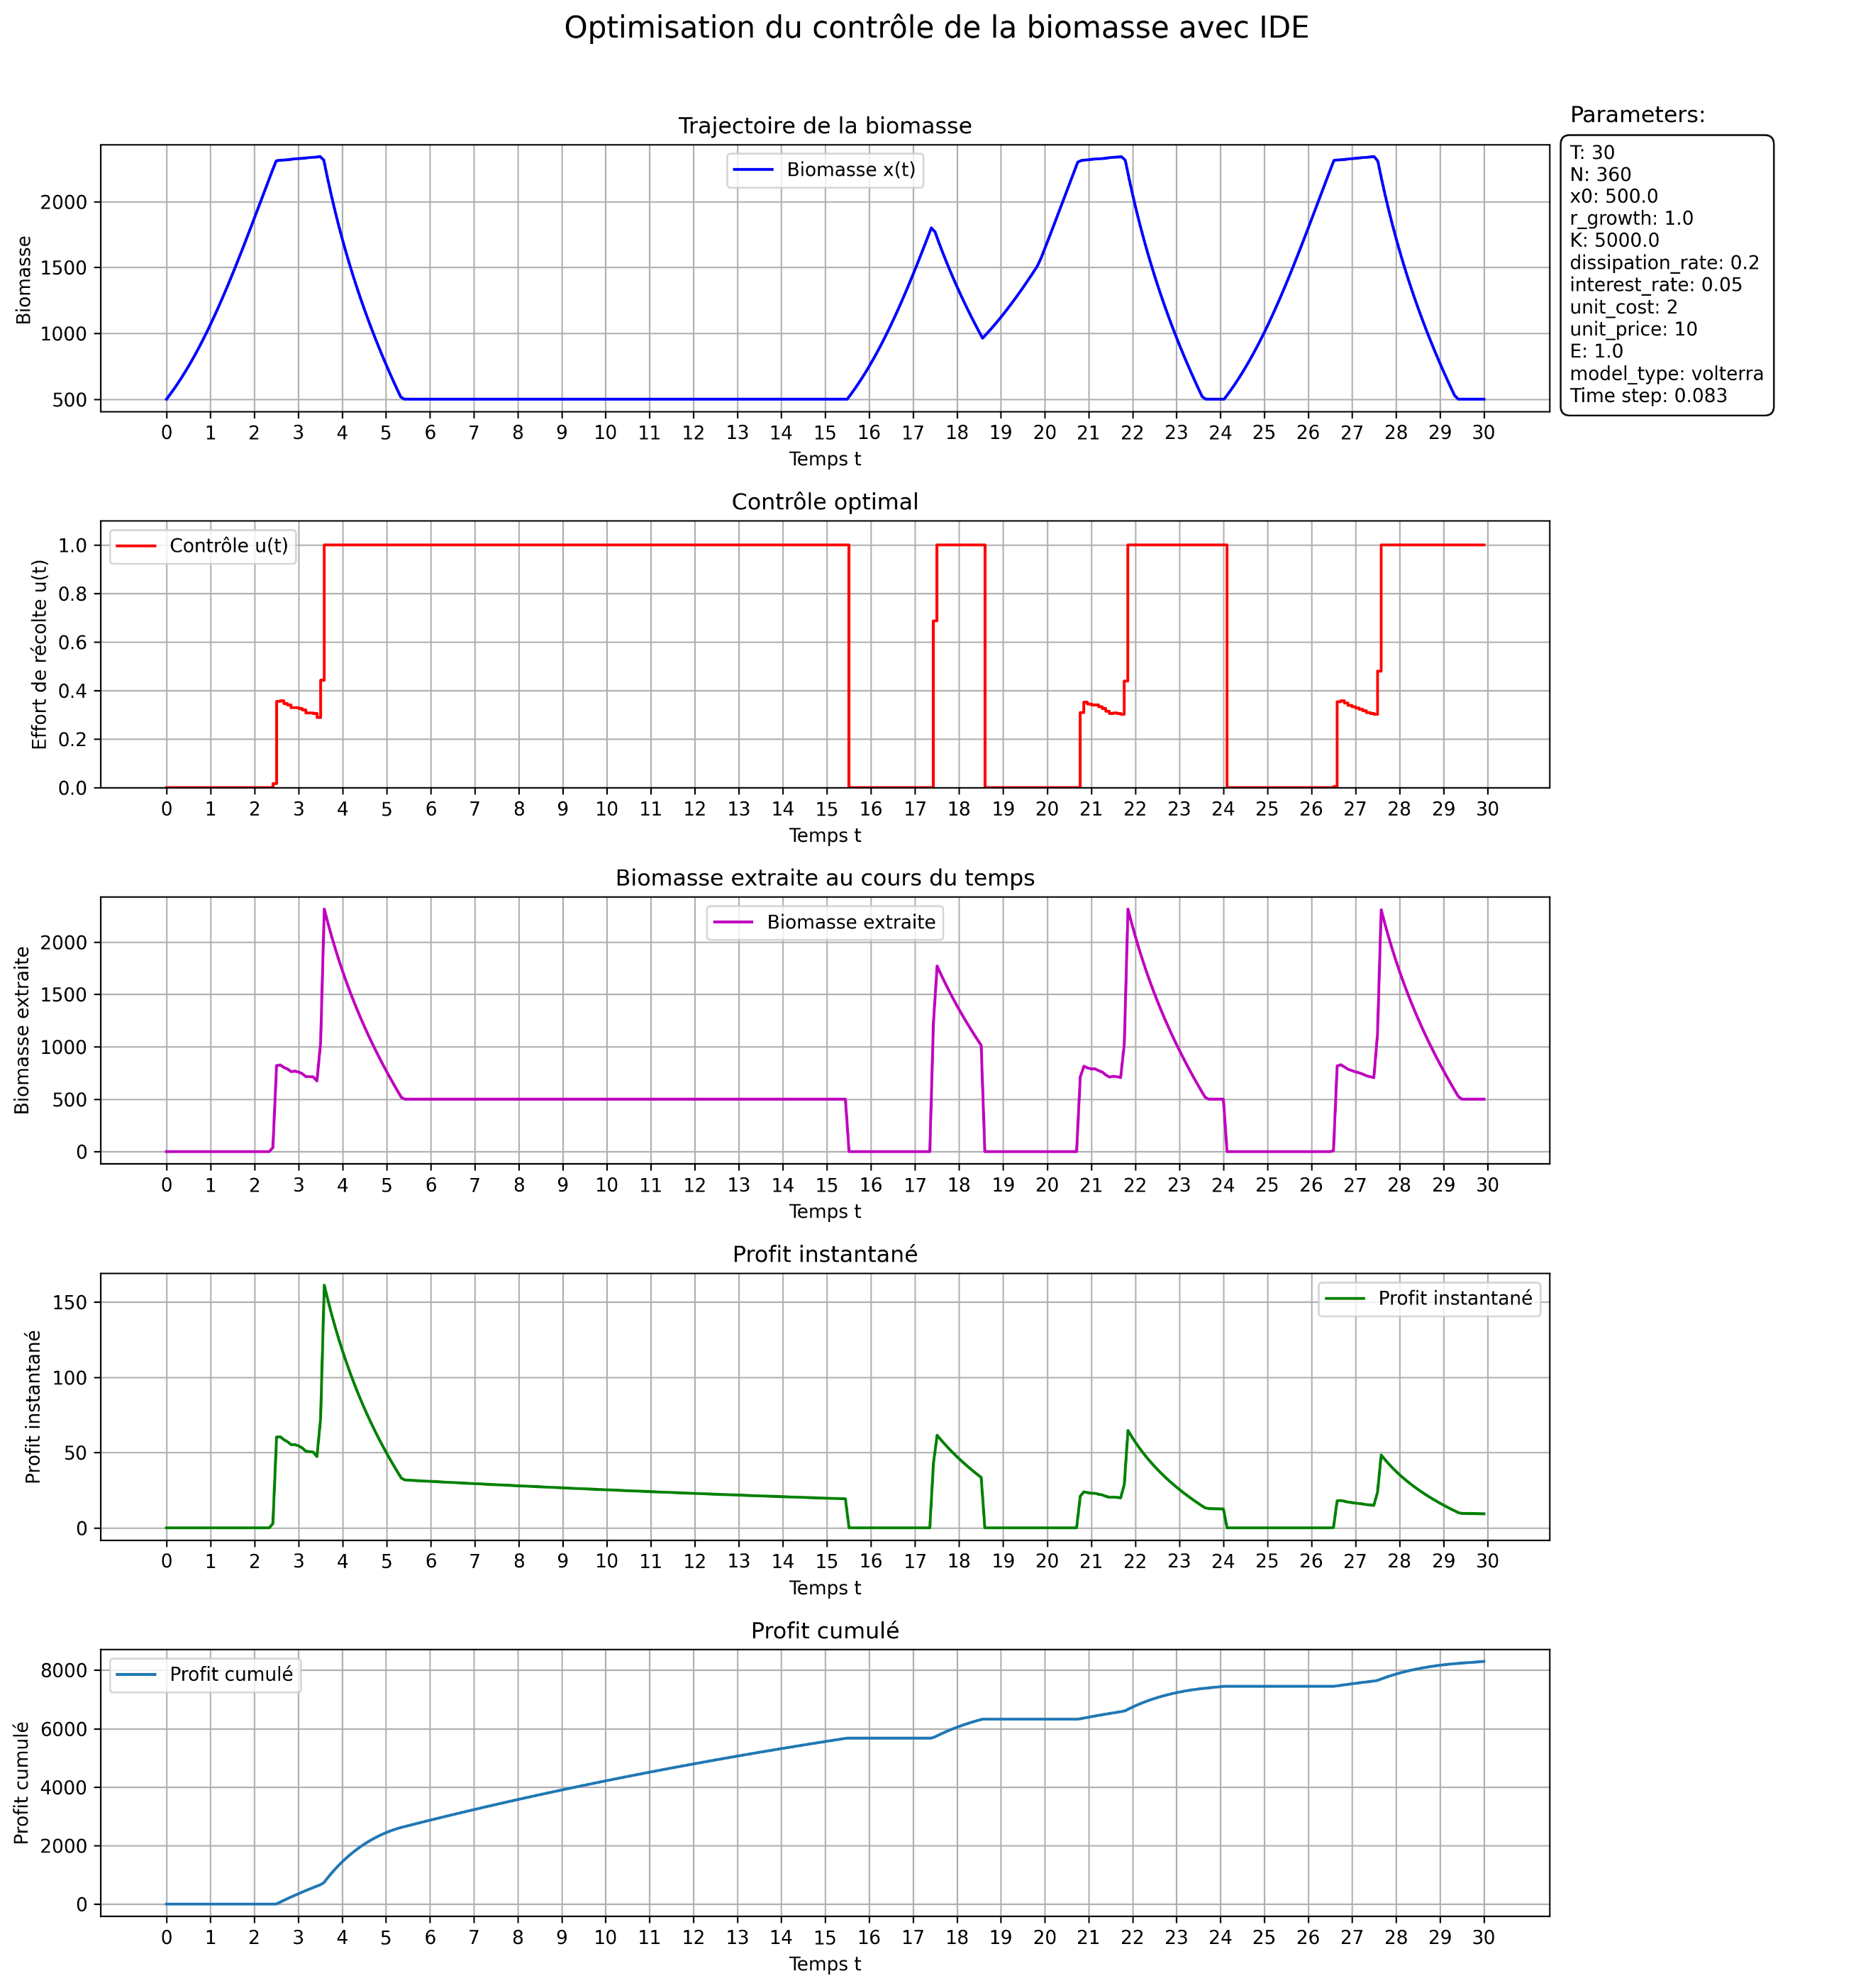 Optimisation du contrôle de la biomasse avec IDE
Trajectoire de la biomasse
Biomasse x(t)
Biomasse
2000
1500
1000
500
0 1 2 3 4 5 6 7 8 9 10 11 12 13 14 15 16 17 18 19 20 21 22 23 24 25 26 27 28 29 30
Temps t
Parameters:
T: 30
N: 360
x0: 500.0
r_growth: 1.0
K: 5000.0
dissipation_rate: 0.2
interest_rate: 0.05
unit_cost: 2
unit_price: 10
E: 1.0
model_type: volterra
Time step: 0.083
Contrôle optimal
Contrôle u(t)
Effort de récolte u(t)
1.0
0.8
0.6
0.4
0.2
0.0
0 1 2 3 4 5 6 7 8 9 10 11 12 13 14 15 16 17 18 19 20 21 22 23 24 25 26 27 28 29 30
Temps t
Biomasse extraite au cours du temps
Biomasse extraite
Biomasse extraite
2000
1500
1000
500
0
0 1 2 3 4 5 6 7 8 9 10 11 12 13 14 15 16 17 18 19 20 21 22 23 24 25 26 27 28 29 30
Temps t
Profit instantané
Profit instantané
Profit instantané
150
100
50
0
0 1 2 3 4 5 6 7 8 9 10 11 12 13 14 15 16 17 18 19 20 21 22 23 24 25 26 27 28 29 30
Temps t
Profit cumulé
Profit cumulé
Profit cumulé
8000
6000
4000
2000
0
0 1 2 3 4 5 6 7 8 9 10 11 12 13 14 15 16 17 18 19 20 21 22 23 24 25 26 27 28 29 30
Temps t